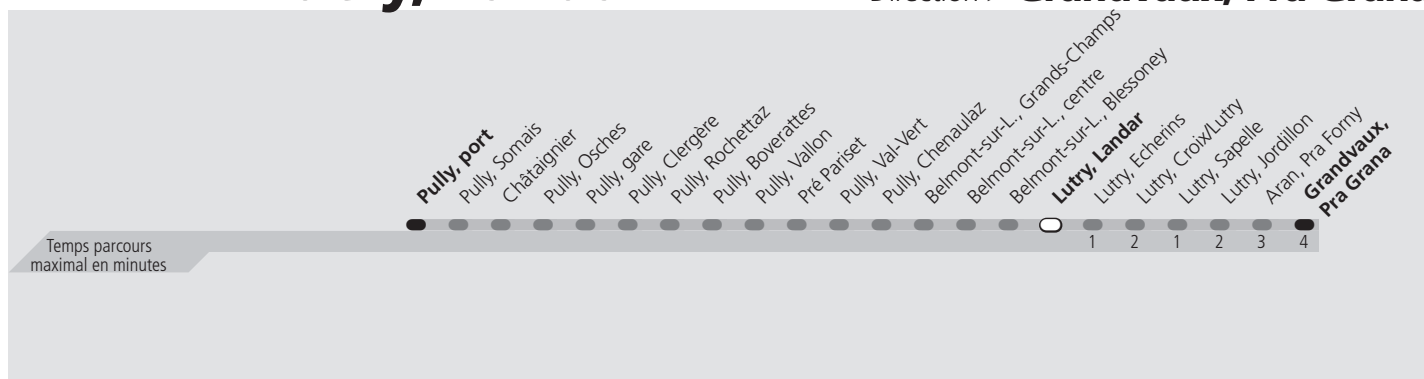 Direction : Grandvaux, Pra Grana
Pully, port
Pully, Somais
Châtaignier
Pully, Osches
Pully, gare
Pully, Clergère
Pully, Rochettaz
Pully, Boverattes
Pully, Vallon
Pré Pariset
Pully, Val-Vert
Pully, Chenaulaz
Belmont-sur-L., Grands-Champs
Belmont-sur-L., centre
Belmont-sur-L., Blessoney
Lutry, Landar
Lutry, Echerins
Lutry, Croix/Lutry
Lutry, Sapelle
Lutry, Jordillon
Aran, Pra Forny
Grandvaux,
Pra Grana
1 2 1 2 3 4
Temps parcours
maximal en minutes